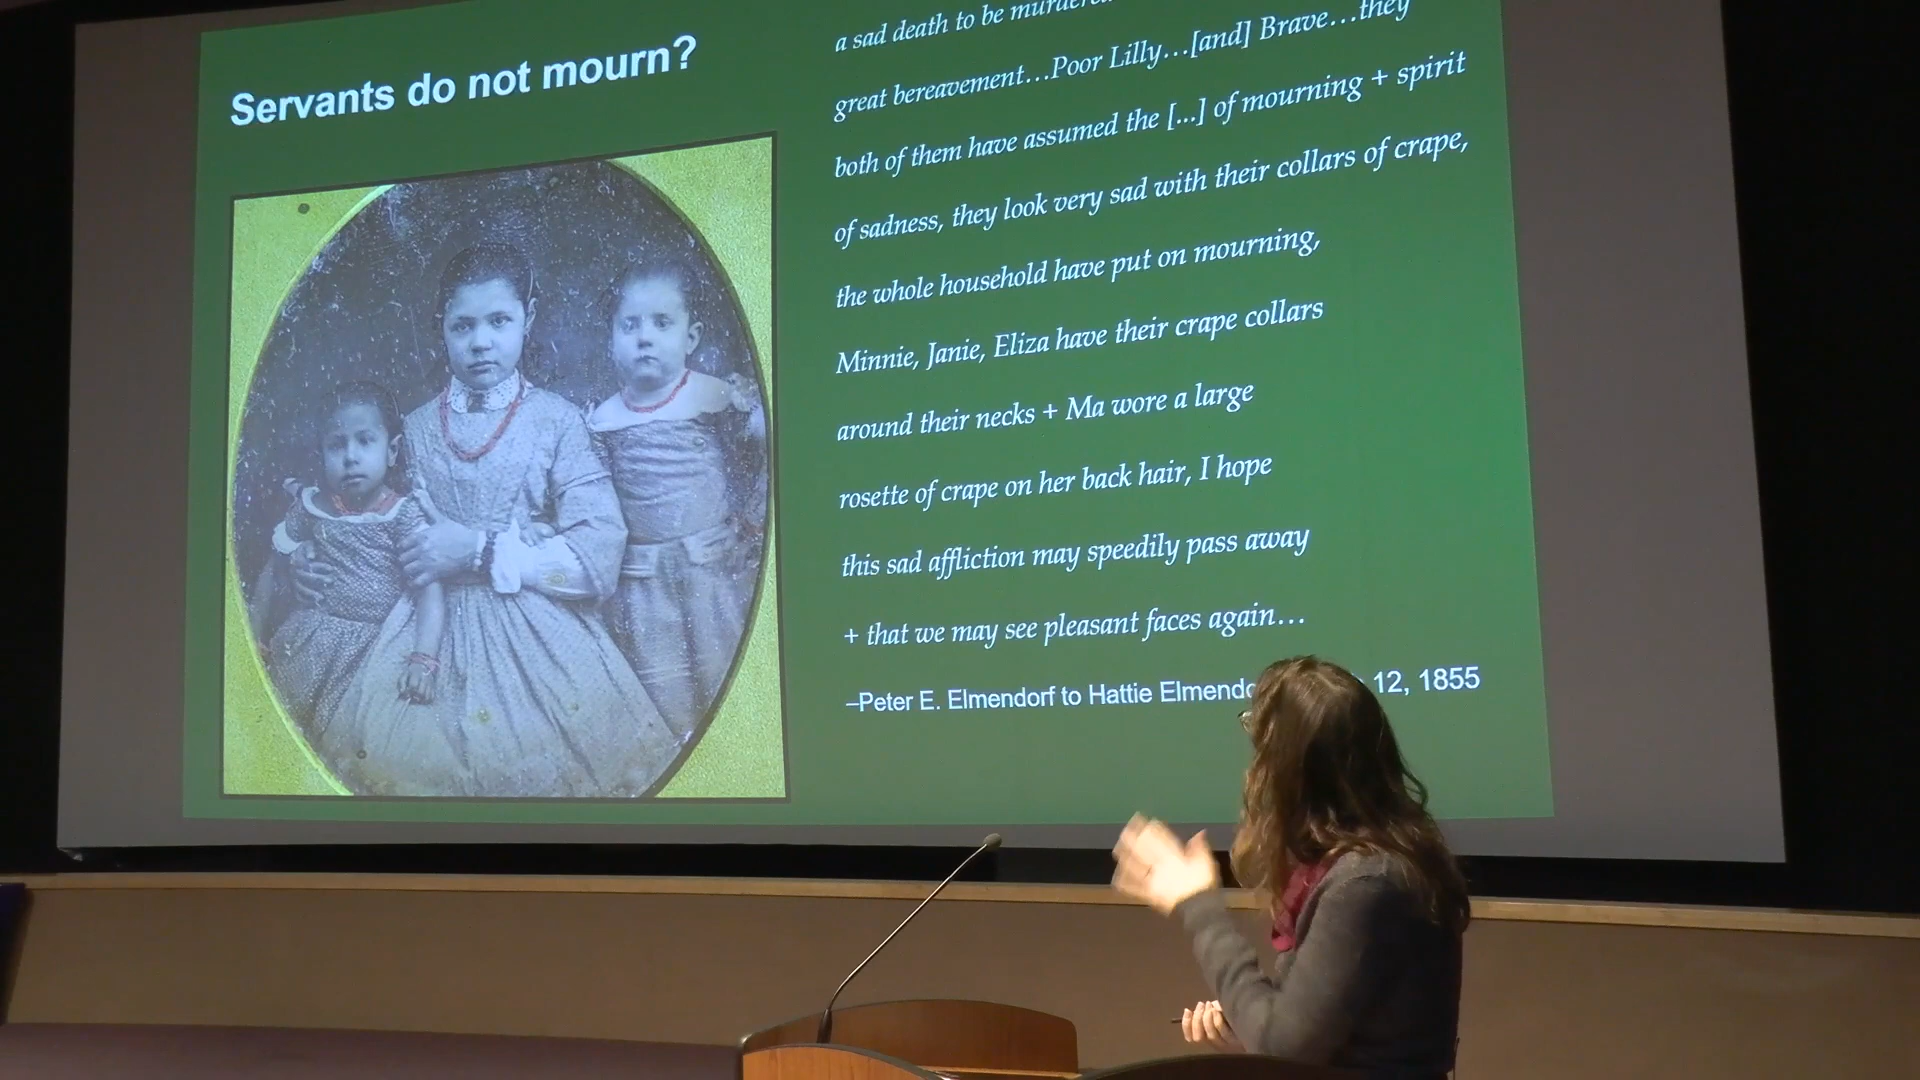 Servants do not mourn?
a sad death to be murdered
great bereavement…Poor Lilly…[and] Brave…they
both of them have assumed the [...] of mourning + spirit
of sadness, they look very sad with their collars of crape,
the whole household have put on mourning,
Minnie, Janie, Eliza have their crape collars
around their necks + Ma wore a large
rosette of crape on her back hair, I hope
this sad affliction may speedily pass away
+ that we may see pleasant faces again…
–Peter E. Elmendorf to Hattie 12, 1855